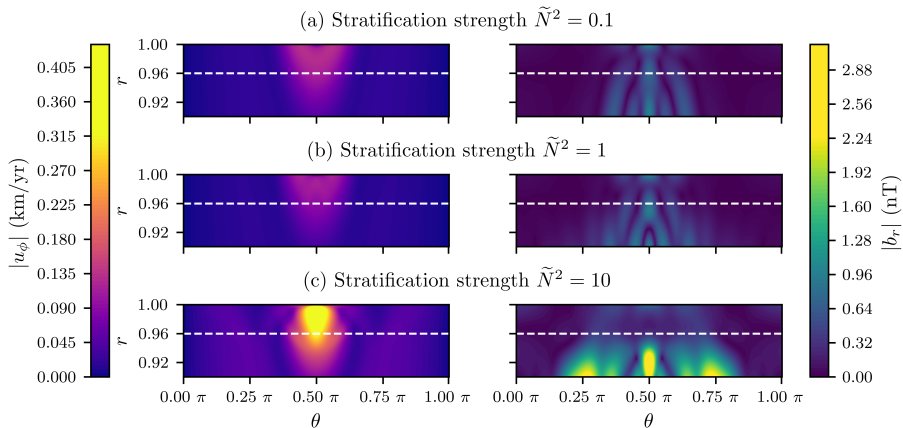 (a) Stratification strength Ñ² = 0.1
0.405
0.360
0.315
0.270
0.225
0.180
0.135
0.090
0.045
0.000
|u_ϕ| (km/yr)
1.00
0.96
0.92
r
2.88
2.56
2.24
1.92
1.60
1.28
0.96
0.64
0.32
0.00
|b_r| (nT)
(b) Stratification strength Ñ² = 1
1.00
0.96
0.92
r
(c) Stratification strength Ñ² = 10
1.00
0.96
0.92
r
0.00 π 0.25 π 0.50 π 0.75 π 1.00 π
θ
0.00 π 0.25 π 0.50 π 0.75 π 1.00 π
θ